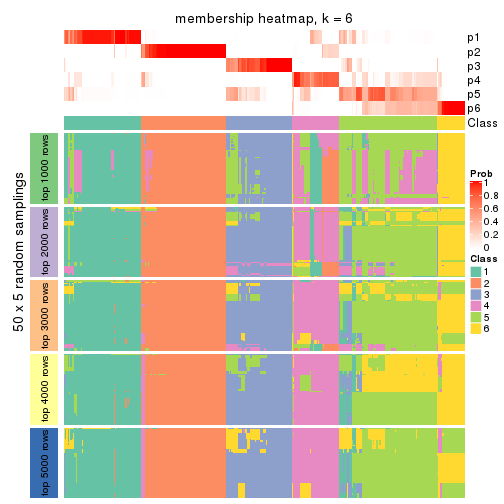 membership heatmap, k = 6
p1
p2
p3
p4
p5
p6
Class
50 x 5 random samplings
top 1000 rows
top 2000 rows
top 3000 rows
top 4000 rows
top 5000 rows
Prob
1
0.8
0.6
0.4
0.2
0
Class
1
2
3
4
5
6